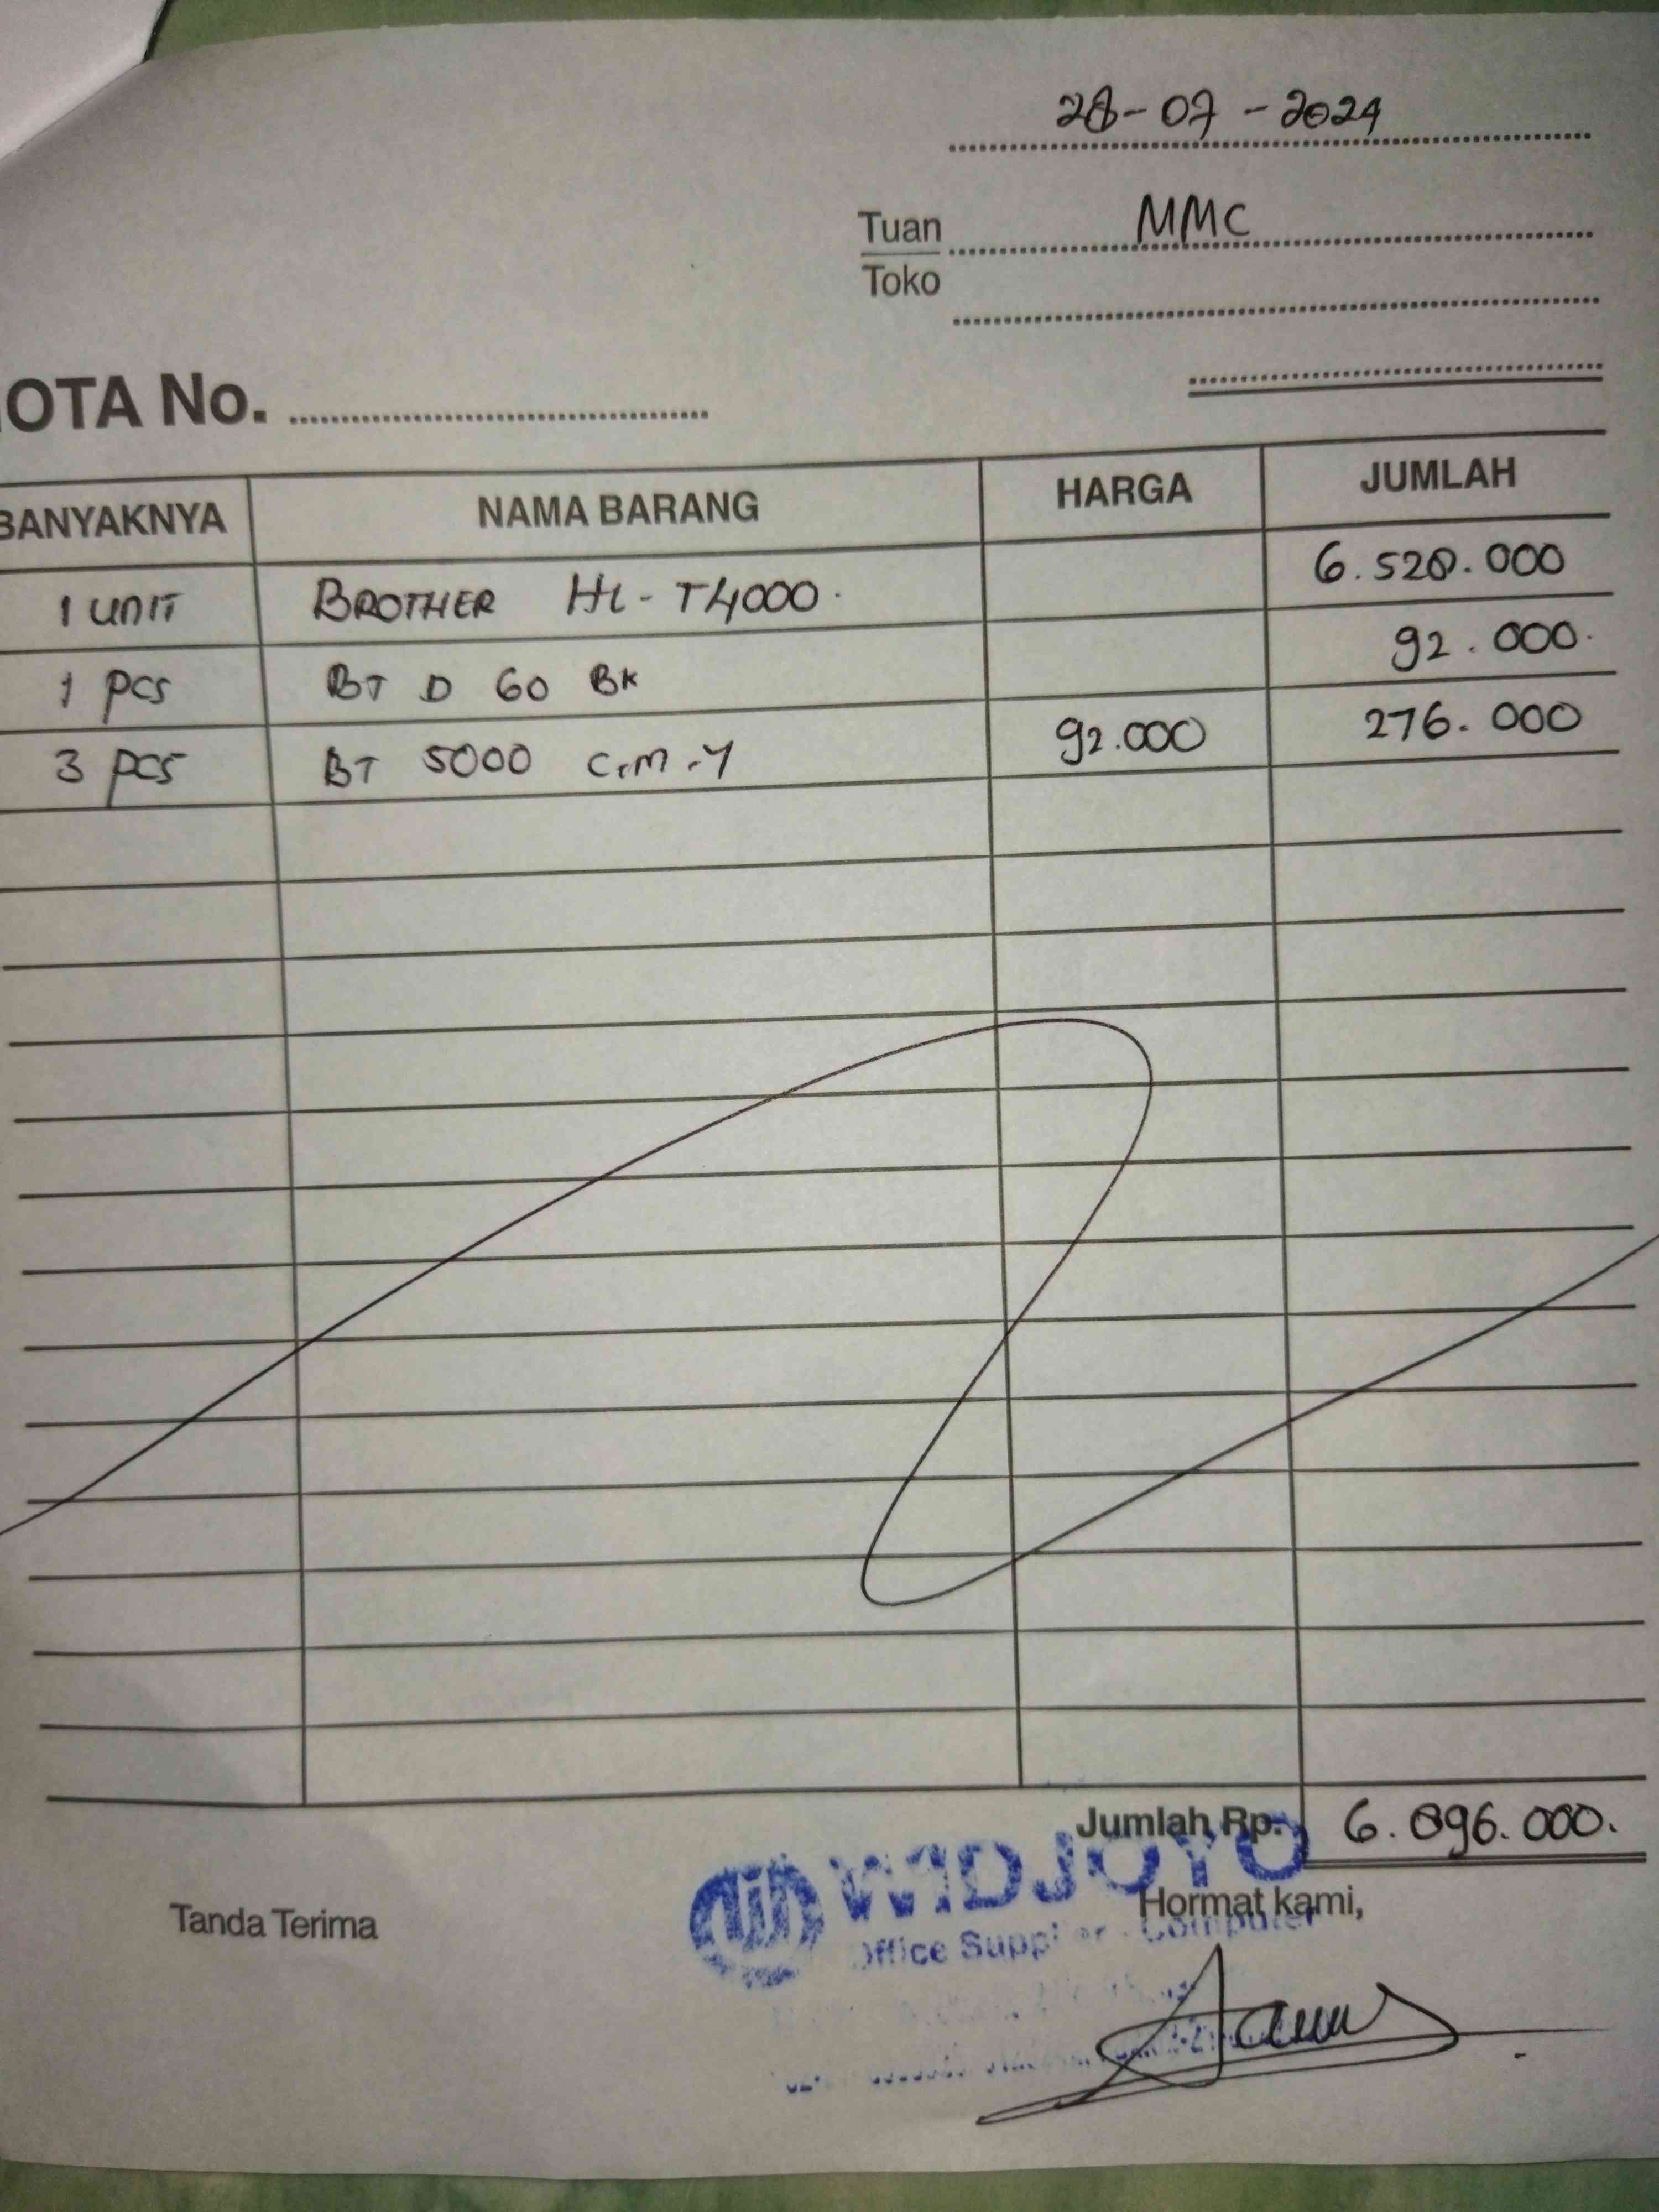 28-07-2024
Tuan MMC
Toko
OTA No.
BANYAKNYA NAMA BARANG HARGA JUMLAH
1 UNIT BROTHER HL-T4000. 6.520.000
1 pcs BT D 60 BK 92.000.
3 pcs BT 5000 C.M.Y 92.000 276.000
Jumlah Rp. 6.896.000.
WIDJOYO
Tanda Terima Hormat kami,
Office Supplier Computer